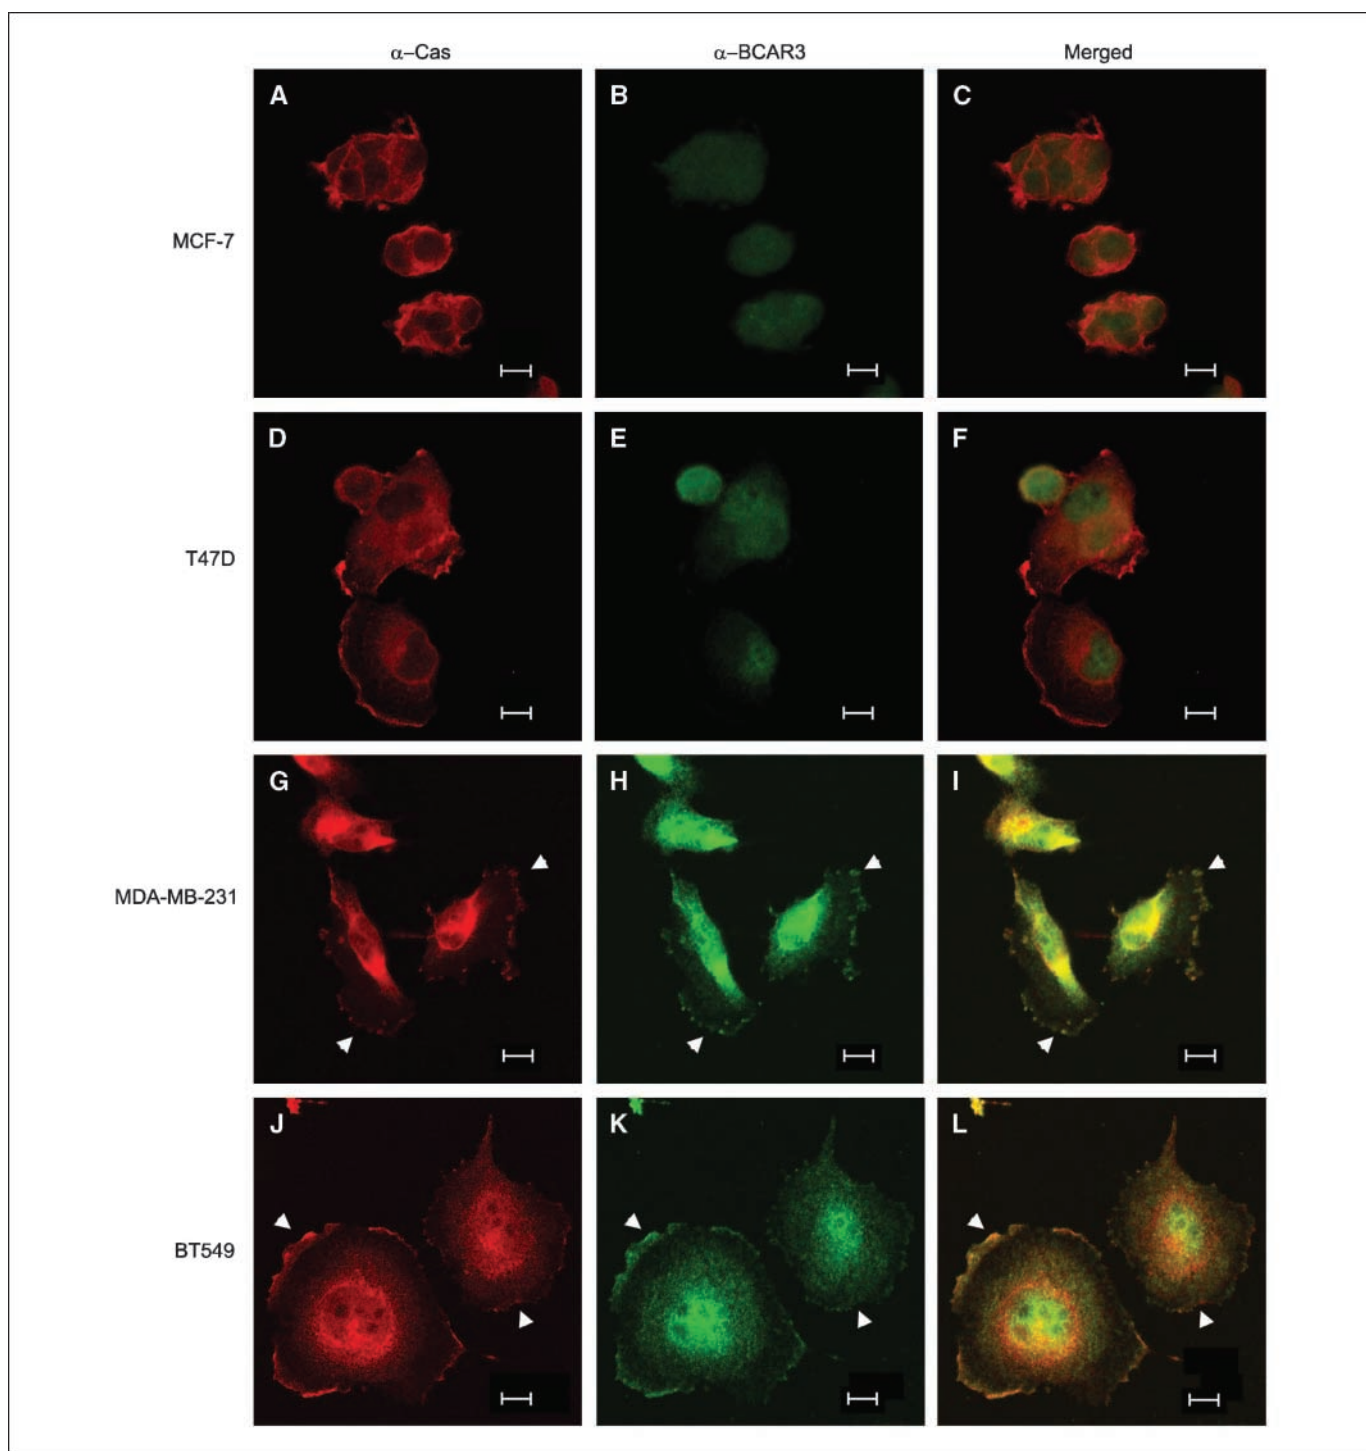 α–Cas
α–BCAR3
Merged
A
B
C
MCF-7
D
E
F
T47D
G
H
I
MDA-MB-231
J
K
L
BT549